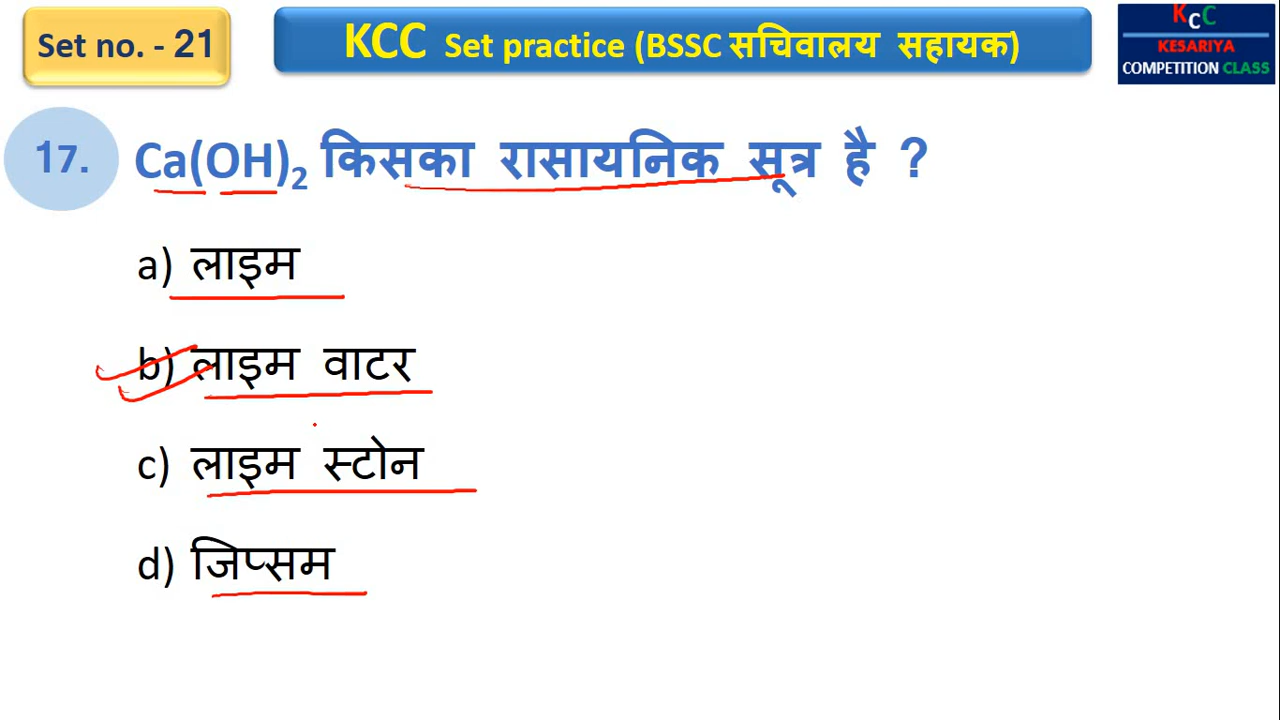 Set no. - 21
KCC Set practice (BSSC सचिवालय सहायक)
KCC
KESARIYA
COMPETITION CLASS
17. Ca(OH)₂ किसका रासायनिक सूत्र है ?
a) लाइम
b) लाइम वाटर
c) लाइम स्टोन
d) जिप्सम